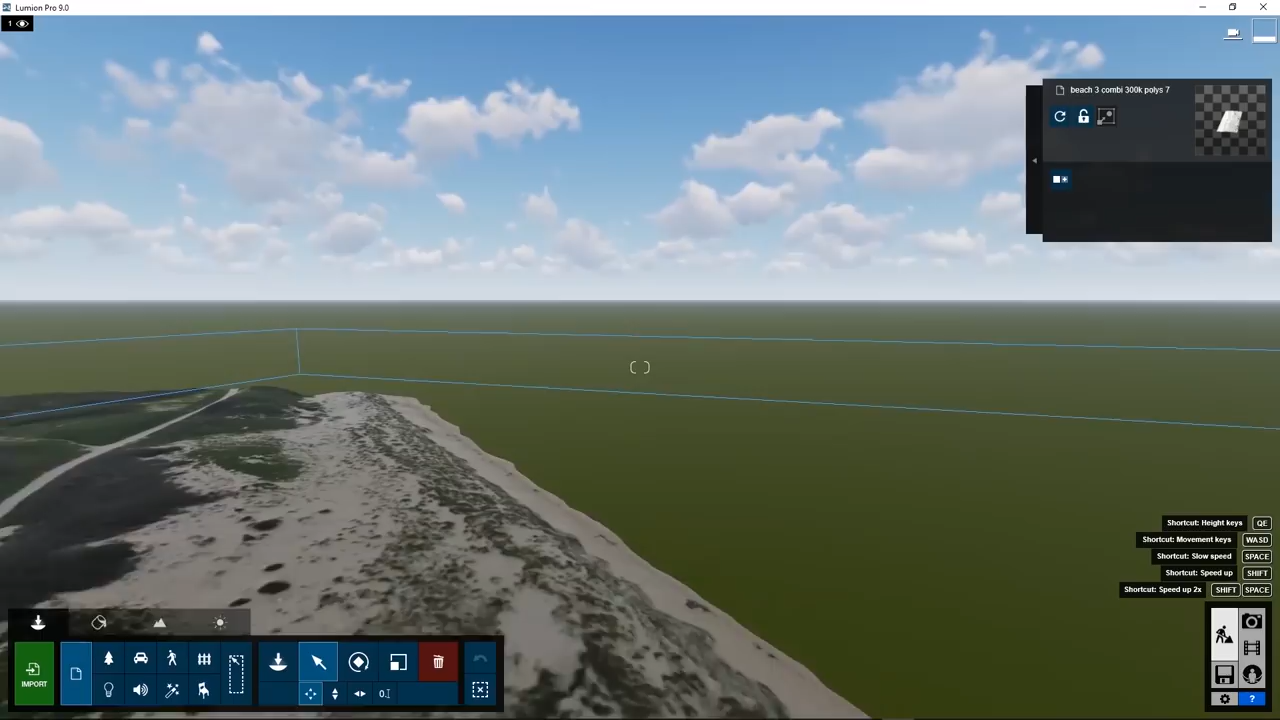 Lumion Pro 9.0
1
beach 3 combi 300k polys 7
Shortcut: Height keys QE
Shortcut: Movement keys WASD
Shortcut: Slow speed SPACE
Shortcut: Speed up SHIFT
Shortcut: Speed up 2x SHIFT SPACE
IMPORT
?